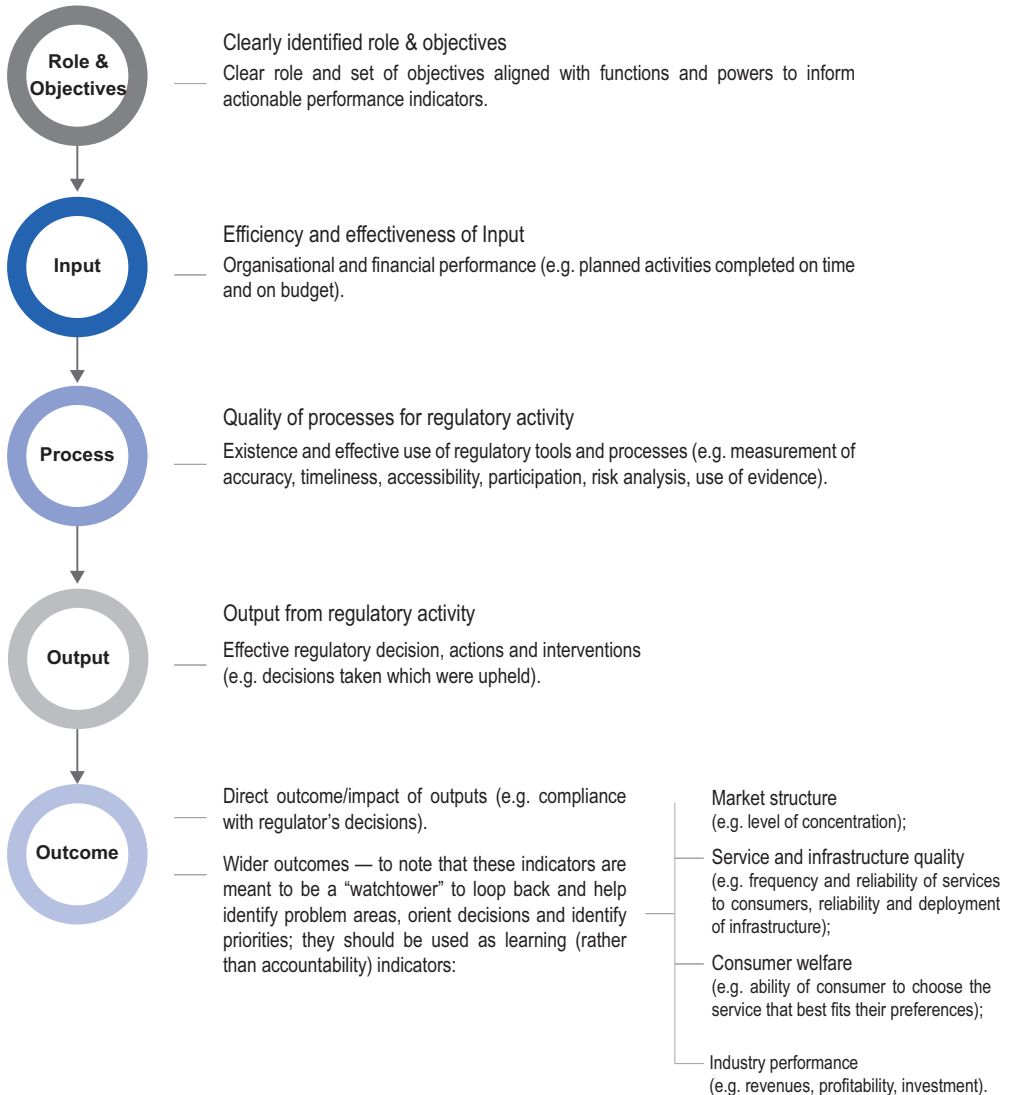 Role &
Objectives
Clearly identified role & objectives
Clear role and set of objectives aligned with functions and powers to inform
actionable performance indicators.
Input
Efficiency and effectiveness of Input
Organisational and financial performance (e.g. planned activities completed on time
and on budget).
Process
Quality of processes for regulatory activity
Existence and effective use of regulatory tools and processes (e.g. measurement of
accuracy, timeliness, accessibility, participation, risk analysis, use of evidence).
Output
Output from regulatory activity
Effective regulatory decision, actions and interventions
(e.g. decisions taken which were upheld).
Outcome
Direct outcome/impact of outputs (e.g. compliance
with regulator's decisions).
Wider outcomes — to note that these indicators are
meant to be a “watchtower” to loop back and help
identify problem areas, orient decisions and identify
priorities; they should be used as learning (rather
than accountability) indicators:
Market structure
(e.g. level of concentration);
Service and infrastructure quality
(e.g. frequency and reliability of services
to consumers, reliability and deployment
of infrastructure);
Consumer welfare
(e.g. ability of consumer to choose the
service that best fits their preferences);
Industry performance
(e.g. revenues, profitability, investment).